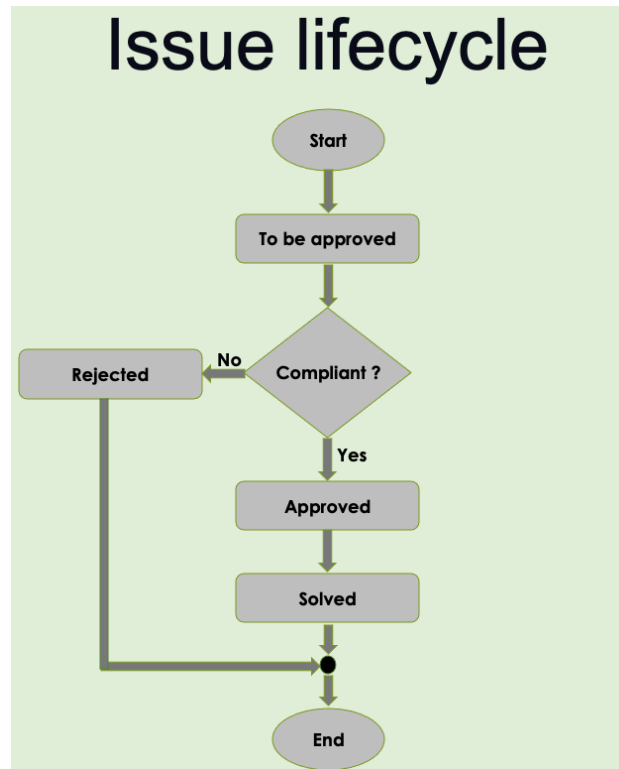 Issue lifecycle
Start
To be approved
Compliant ?
No
Rejected
Yes
Approved
Solved
End